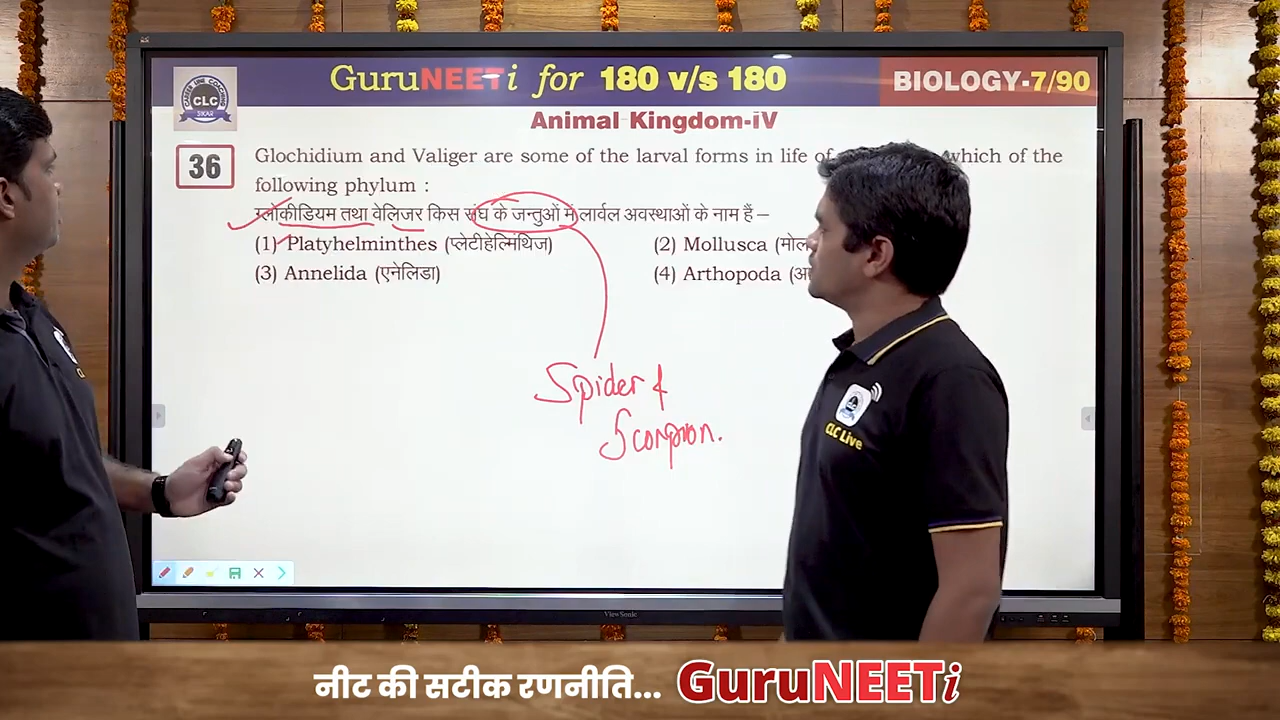 GuruNEETi for 180 v/s 180
BIOLOGY-7/90
CLC
SIKAR
Animal Kingdom-iV
36
Glochidium and Valiger are some of the larval forms in life of which of the
following phylum :
ग्लोकीडियम तथा वेलिजर किस संघ के जन्तुओं में लार्वल अवस्थाओं के नाम हैं –
(1) Platyhelminthes (प्लेटीहेल्मिंथिज)
(2) Mollusca
(3) Annelida (एनेलिडा)
(4) Arthopoda
Spider &
Scorpion.
CLC Live
ViewSonic
नीट की सटीक रणनीति... GuruNEETi